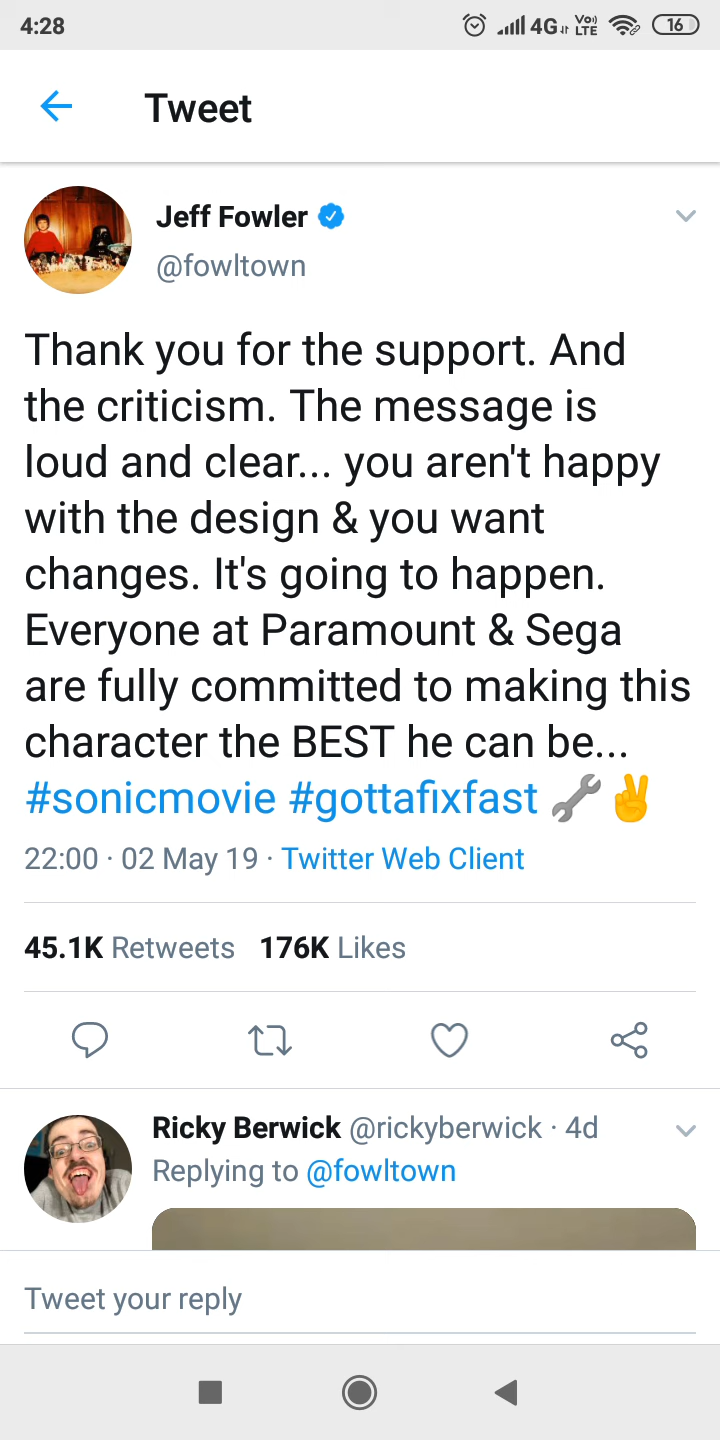 4:28
4G
Vo) LTE
16
Tweet
Jeff Fowler
@fowltown
Thank you for the support. And
the criticism. The message is
loud and clear... you aren't happy
with the design & you want
changes. It's going to happen.
Everyone at Paramount & Sega
are fully committed to making this
character the BEST he can be...
#sonicmovie #gottafixfast 🔧✌
22:00 · 02 May 19 · Twitter Web Client
45.1K Retweets 176K Likes
Ricky Berwick @rickyberwick · 4d
Replying to @fowltown
Tweet your reply